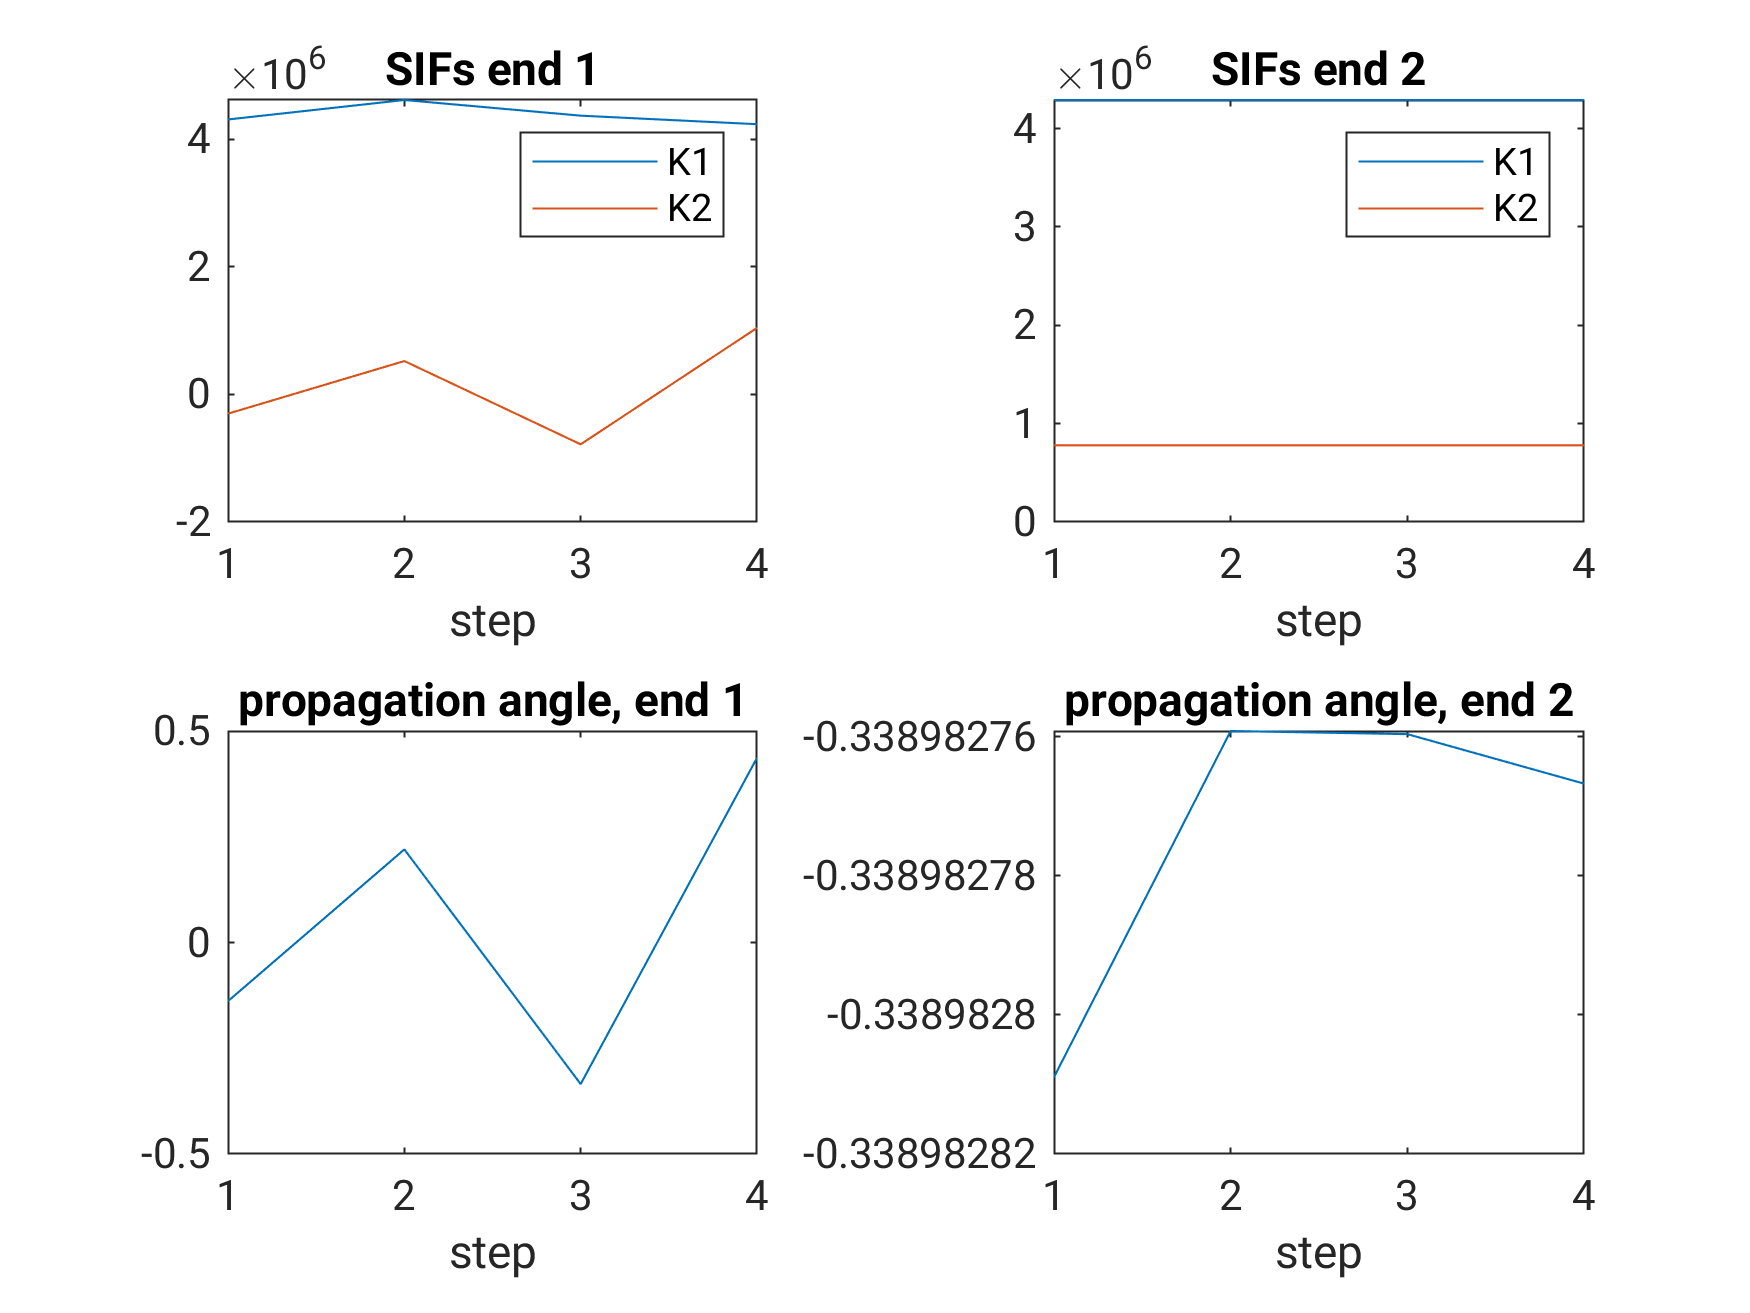 ×10^6 SIFs end 1
4
2
0
-2
1 2 3 4
step
K1
K2
×10^6 SIFs end 2
4
3
2
1
0
1 2 3 4
step
K1
K2
propagation angle, end 1
0.5
0
-0.5
1 2 3 4
step
propagation angle, end 2
-0.33898276
-0.33898278
-0.3389828
-0.33898282
1 2 3 4
step